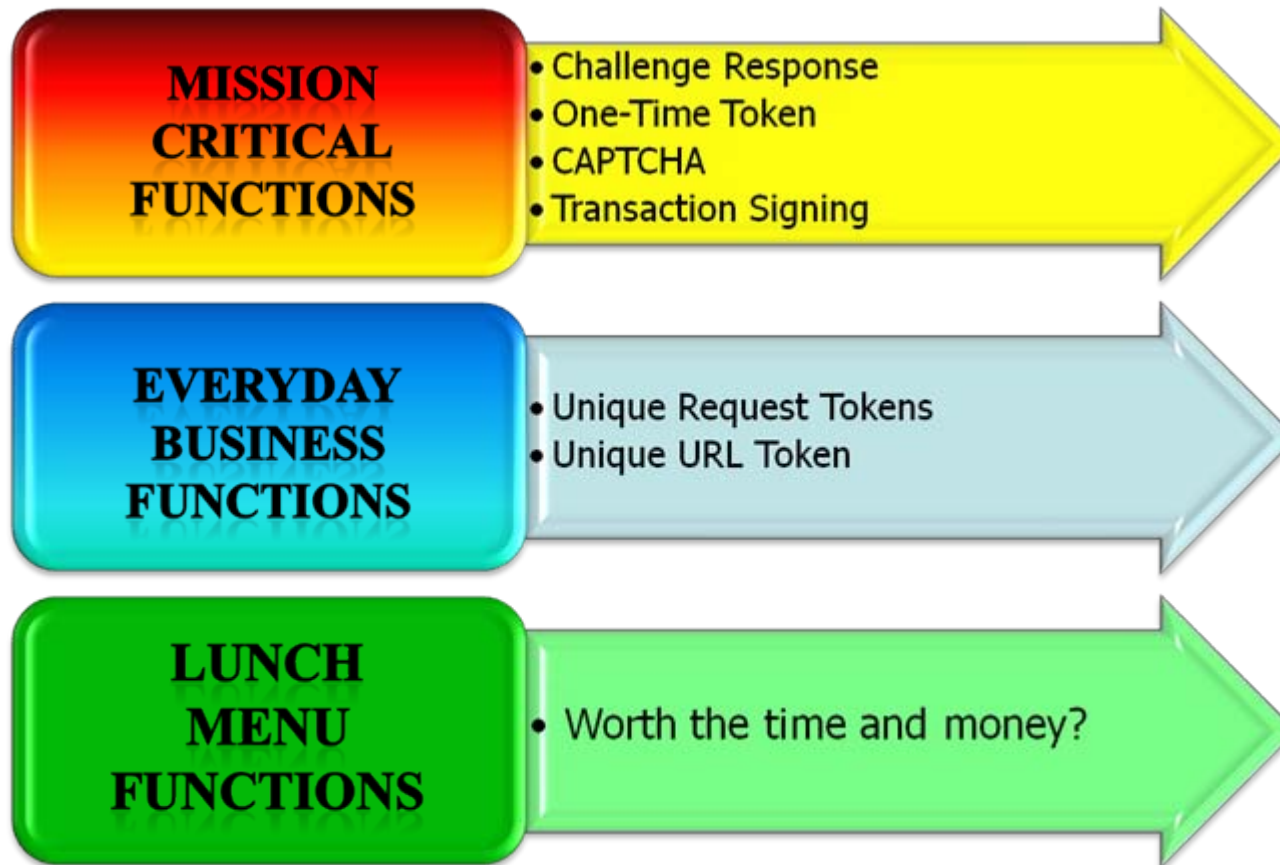 MISSION
CRITICAL
FUNCTIONS
• Challenge Response
• One-Time Token
• CAPTCHA
• Transaction Signing
EVERYDAY
BUSINESS
FUNCTIONS
• Unique Request Tokens
• Unique URL Token
LUNCH
MENU
FUNCTIONS
• Worth the time and money?